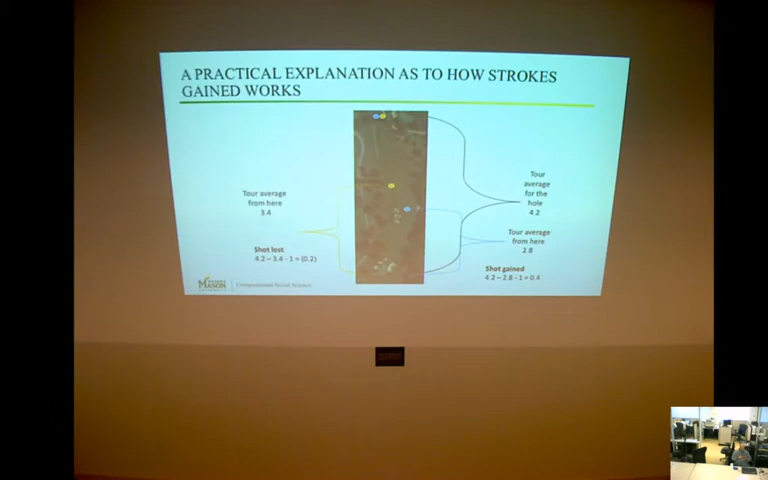 A PRACTICAL EXPLANATION AS TO HOW STROKES
GAINED WORKS
Tour
average
for the
hole
4.2
Tour average
from here
3.4
Tour average
from here
2.8
Shot lost
4.2 – 3.4 - 1 = (0.2)
Shot gained
4.2 – 2.8 - 1 = 0.4
MASON
Computational Social Science